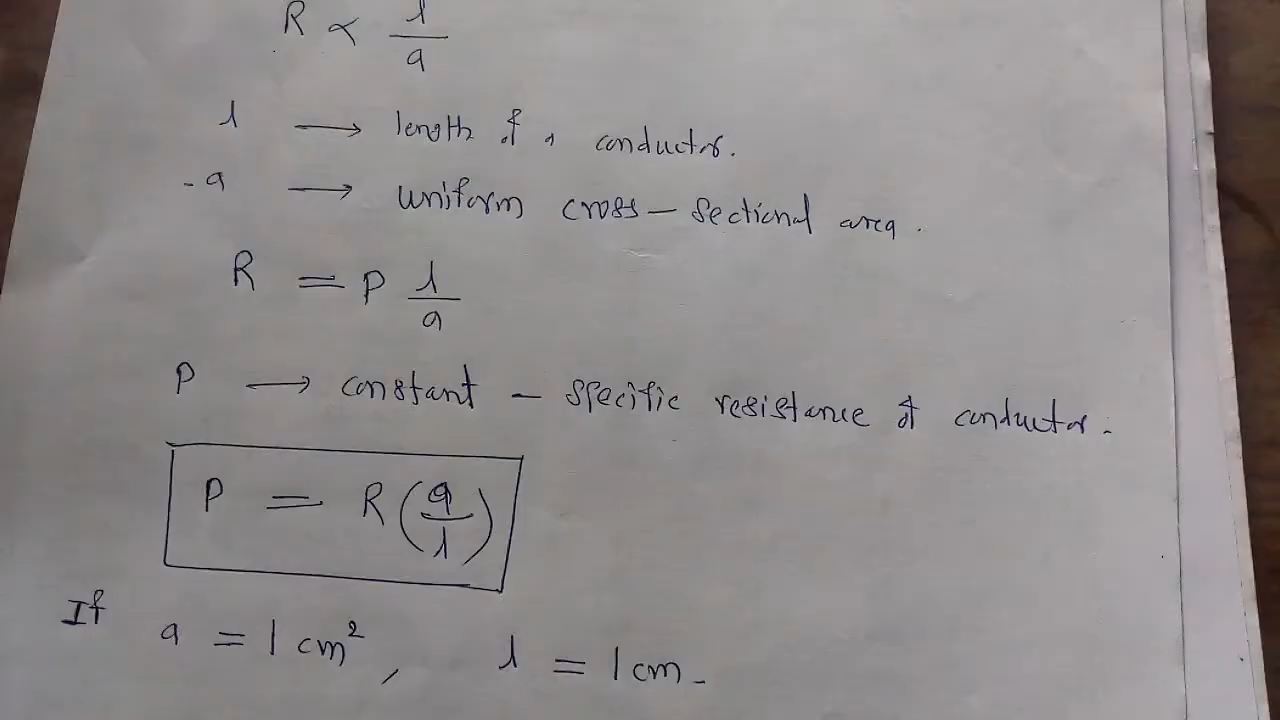 R ∝ l/a
l → length of a conductor.
- a → uniform cross - sectional area.
R = ρ l/a
ρ → constant - specific resistance of conductor.
ρ = R(a/l)
If a = 1 cm², l = 1 cm.